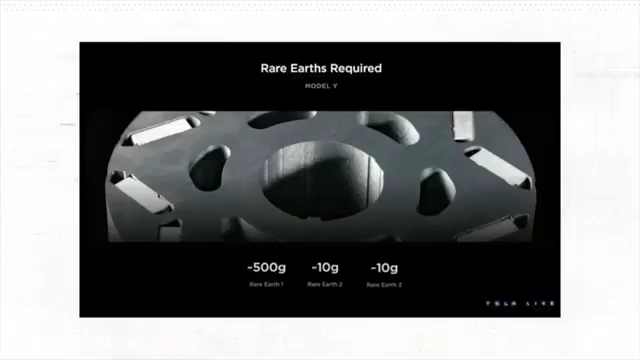 Rare Earths Required
MODEL Y
~500g ~10g ~10g
Rare Earth 1 Rare Earth 2 Rare Earth 3
TESLA LIVE